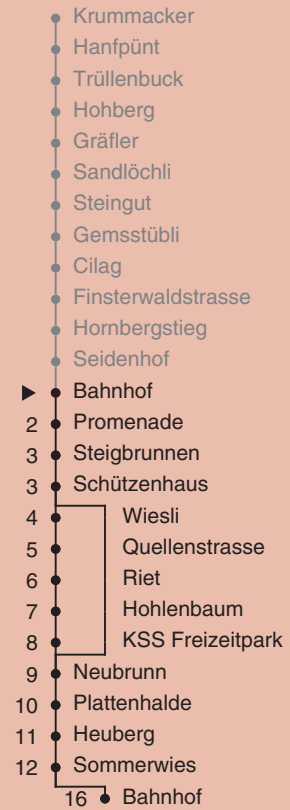 Krummacker
Hanfpünt
Trüllenbuck
Hohberg
Gräfler
Sandlöchli
Steingut
Gemsstübli
Cilag
Finsterwaldstrasse
Hornbergstieg
Seidenhof
Bahnhof
2 Promenade
3 Steigbrunnen
3 Schützenhaus
4 Wiesli
5 Quellenstrasse
6 Riet
7 Hohlenbaum
8 KSS Freizeitpark
9 Neubrunn
10 Plattenhalde
11 Heuberg
12 Sommerwies
16 Bahnhof